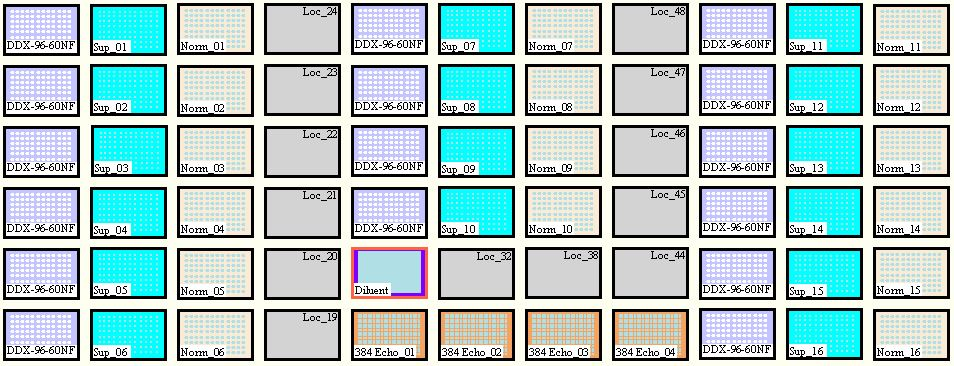 DDX-96-60NF Sup_01 Norm_01 Loc_24 DDX-96-60NF Sup_07 Norm_07 Loc_48 DDX-96-60NF Sup_11 Norm_11
DDX-96-60NF Sup_02 Norm_02 Loc_23 DDX-96-60NF Sup_08 Norm_08 Loc_47 DDX-96-60NF Sup_12 Norm_12
DDX-96-60NF Sup_03 Norm_03 Loc_22 DDX-96-60NF Sup_09 Norm_09 Loc_46 DDX-96-60NF Sup_13 Norm_13
DDX-96-60NF Sup_04 Norm_04 Loc_21 DDX-96-60NF Sup_10 Norm_10 Loc_45 DDX-96-60NF Sup_14 Norm_14
DDX-96-60NF Sup_05 Norm_05 Loc_20 Diluent Loc_32 Loc_38 Loc_44 DDX-96-60NF Sup_15 Norm_15
DDX-96-60NF Sup_06 Norm_06 Loc_19 384 Echo_01 384 Echo_02 384 Echo_03 384 Echo_04 DDX-96-60NF Sup_16 Norm_16